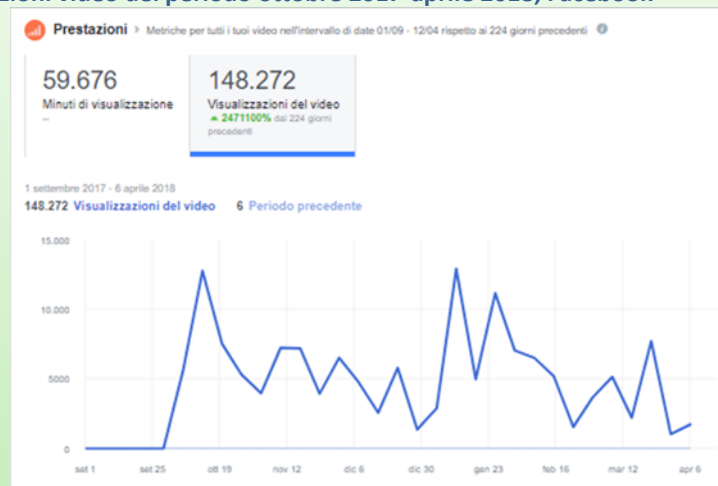 Prestazioni > Metriche per tutti i tuoi video nell'intervallo di date 01/09 - 12/04 rispetto ai 224 giorni precedenti
59.676
Minuti di visualizzazione
--
148.272
Visualizzazioni del video
2471100% dai 224 giorni
precedenti
1 settembre 2017 - 6 aprile 2018
148.272 Visualizzazioni del video 6 Periodo precedente
15.000
10.000
5000
0
set 1 set 25 ott 19 nov 12 dic 6 dic 30 gen 23 feb 16 mar 12 apr 6